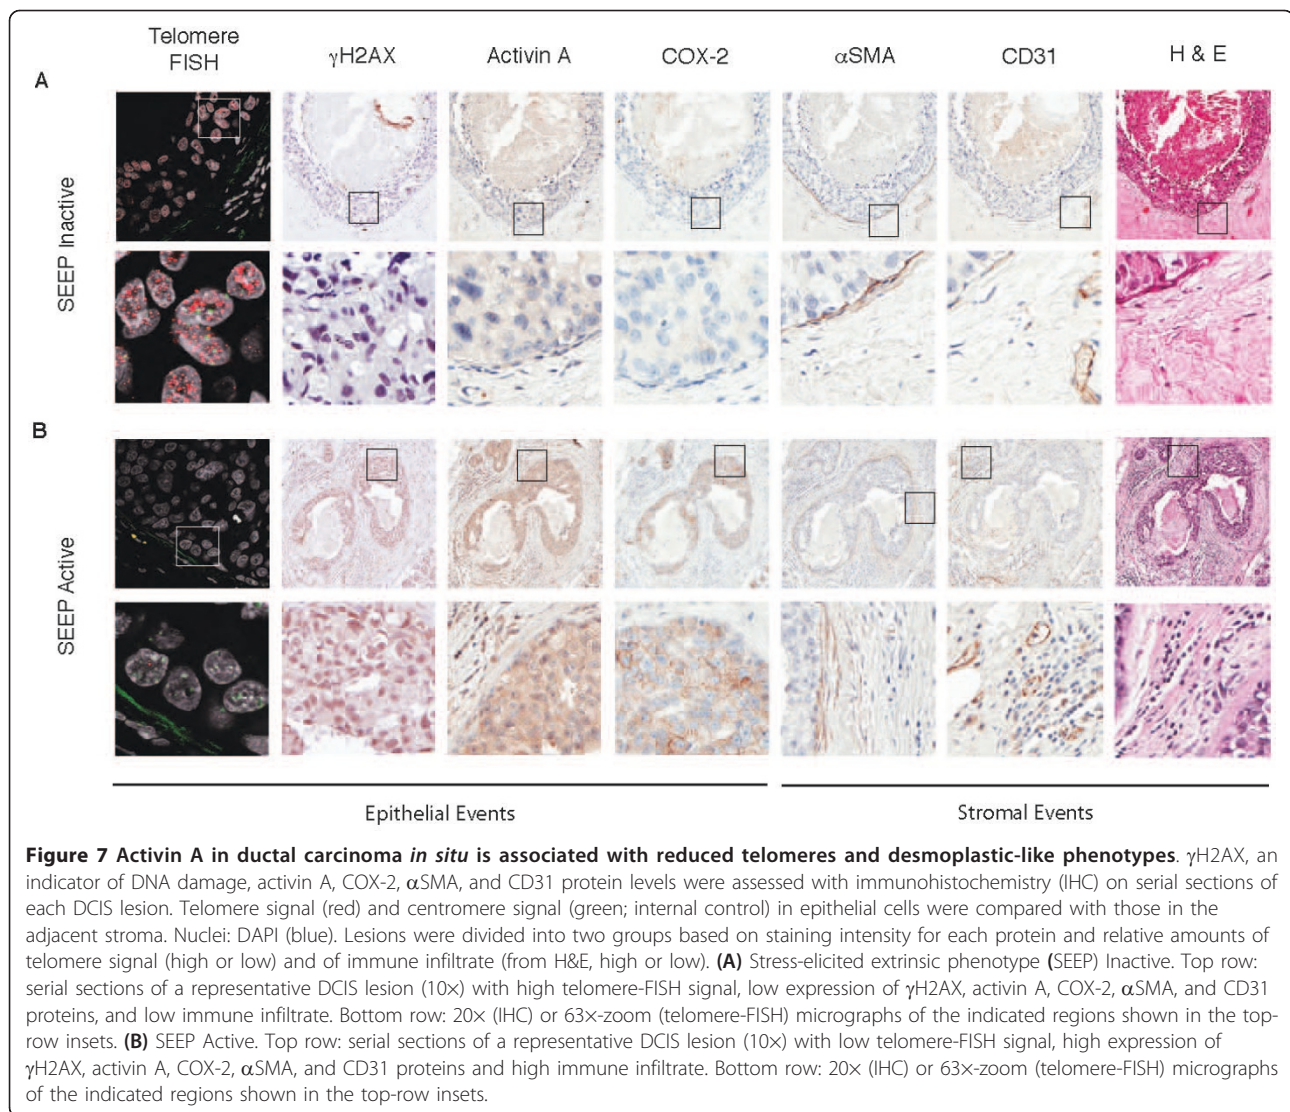 Telomere FISH γH2AX Activin A COX-2 αSMA CD31 H & E
A
SEEP Inactive
B
SEEP Active
Epithelial Events Stromal Events
Figure 7 Activin A in ductal carcinoma in situ is associated with reduced telomeres and desmoplastic-like phenotypes. γH2AX, an
indicator of DNA damage, activin A, COX-2, αSMA, and CD31 protein levels were assessed with immunohistochemistry (IHC) on serial sections of
each DCIS lesion. Telomere signal (red) and centromere signal (green; internal control) in epithelial cells were compared with those in the
adjacent stroma. Nuclei: DAPI (blue). Lesions were divided into two groups based on staining intensity for each protein and relative amounts of
telomere signal (high or low) and of immune infiltrate (from H&E, high or low). (A) Stress-elicited extrinsic phenotype (SEEP) Inactive. Top row:
serial sections of a representative DCIS lesion (10×) with high telomere-FISH signal, low expression of γH2AX, activin A, COX-2, αSMA, and CD31
proteins, and low immune infiltrate. Bottom row: 20× (IHC) or 63×-zoom (telomere-FISH) micrographs of the indicated regions shown in the top-
row insets. (B) SEEP Active. Top row: serial sections of a representative DCIS lesion (10×) with low telomere-FISH signal, high expression of
γH2AX, activin A, COX-2, αSMA, and CD31 proteins and high immune infiltrate. Bottom row: 20× (IHC) or 63×-zoom (telomere-FISH) micrographs
of the indicated regions shown in the top-row insets.